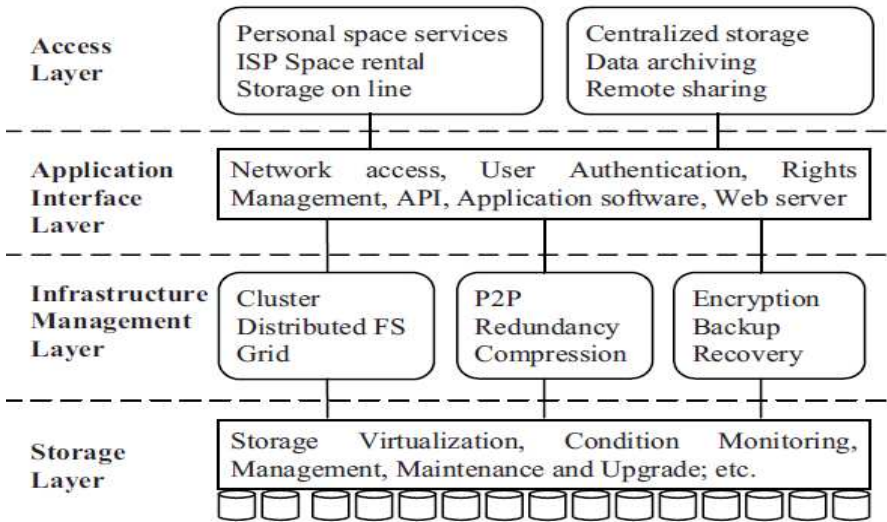 Access
Layer
Personal space services
ISP Space rental
Storage on line
Centralized storage
Data archiving
Remote sharing
Application
Interface
Laver
Network access, User Authentication, Rights
Management, API, Application software, Web server
Infrastructure
Management
Layer
Cluster
Distributed FS
Grid
P2P
Redundancy
Compression
Encryption
Backup
Recovery
Storage
Layer
Storage Virtualization, Condition Monitoring,
Management, Maintenance and Upgrade; etc.